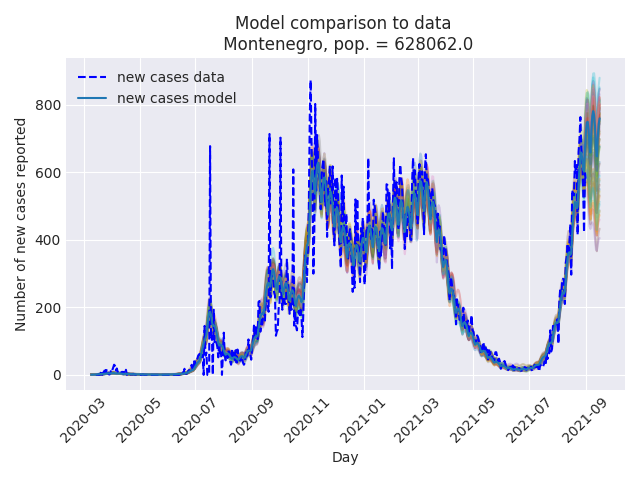 Model comparison to data
Montenegro, pop. = 628062.0
new cases data
new cases model
Number of new cases reported
800
600
400
200
0
2020-03
2020-05
2020-07
2020-09
2020-11
2021-01
2021-03
2021-05
2021-07
2021-09
Day